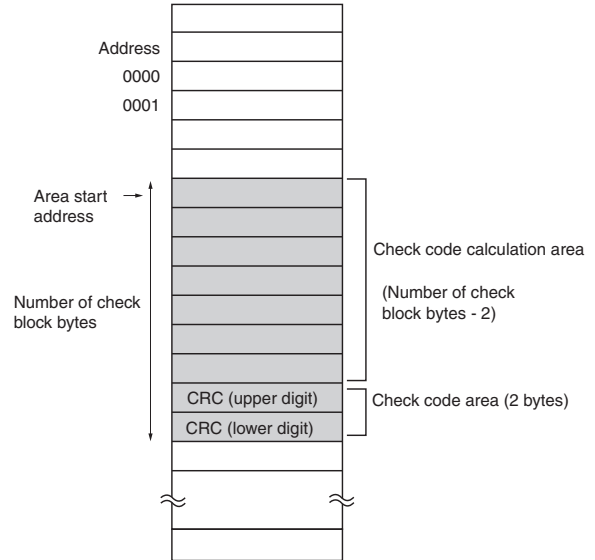 Address
0000
0001
Area start
address
Number of check
block bytes
Check code calculation area
(Number of check
block bytes - 2)
CRC (upper digit)
CRC (lower digit)
Check code area (2 bytes)